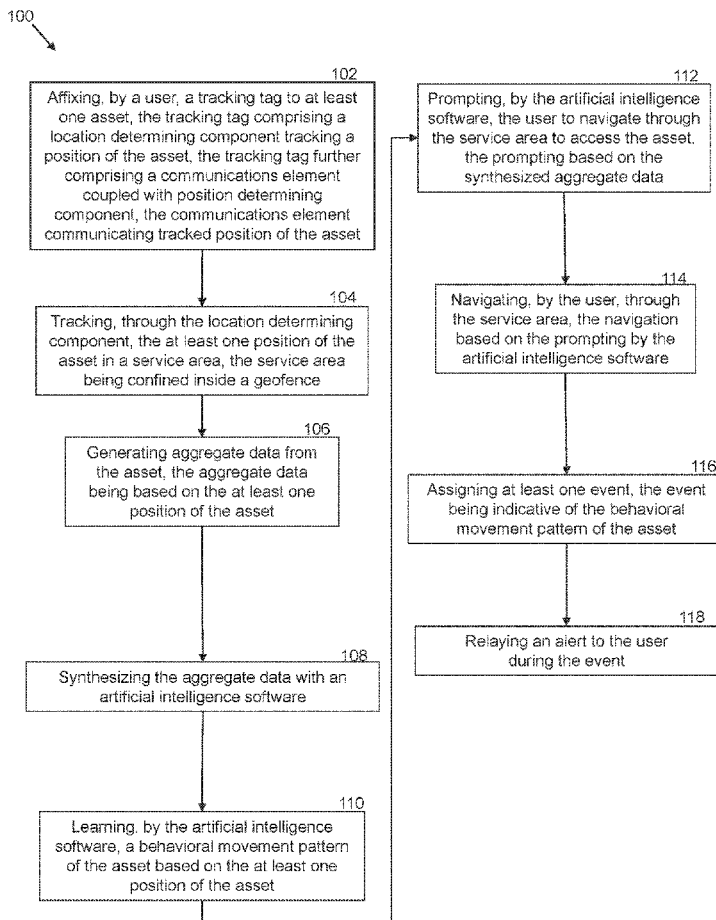 100
102
Affixing, by a user, a tracking tag to at least
one asset, the tracking tag comprising a
location determining component tracking a
position of the asset, the tracking tag further
comprising a communications element
coupled with position determining
component, the communications element
communicating tracked position of the asset
104
Tracking, through the location determining
component, the at least one position of the
asset in a service area, the service area
being confined inside a geofence
106
Generating aggregate data from
the asset, the aggregate data
being based on the at least one
position of the asset
108
Synthesizing the aggregate data with an
artificial intelligence software
110
Learning, by the artificial intelligence
software, a behavioral movement pattern
of the asset based on the at least one
position of the asset
112
Prompting, by the artificial intelligence
software, the user to navigate through
the service area to access the asset,
the prompting based on the
synthesized aggregate data
114
Navigating, by the user, through
the service area, the navigation
based on the prompting by the
artificial intelligence software
116
Assigning at least one event, the event
being indicative of the behavioral
movement pattern of the asset
118
Relaying an alert to the user
during the event